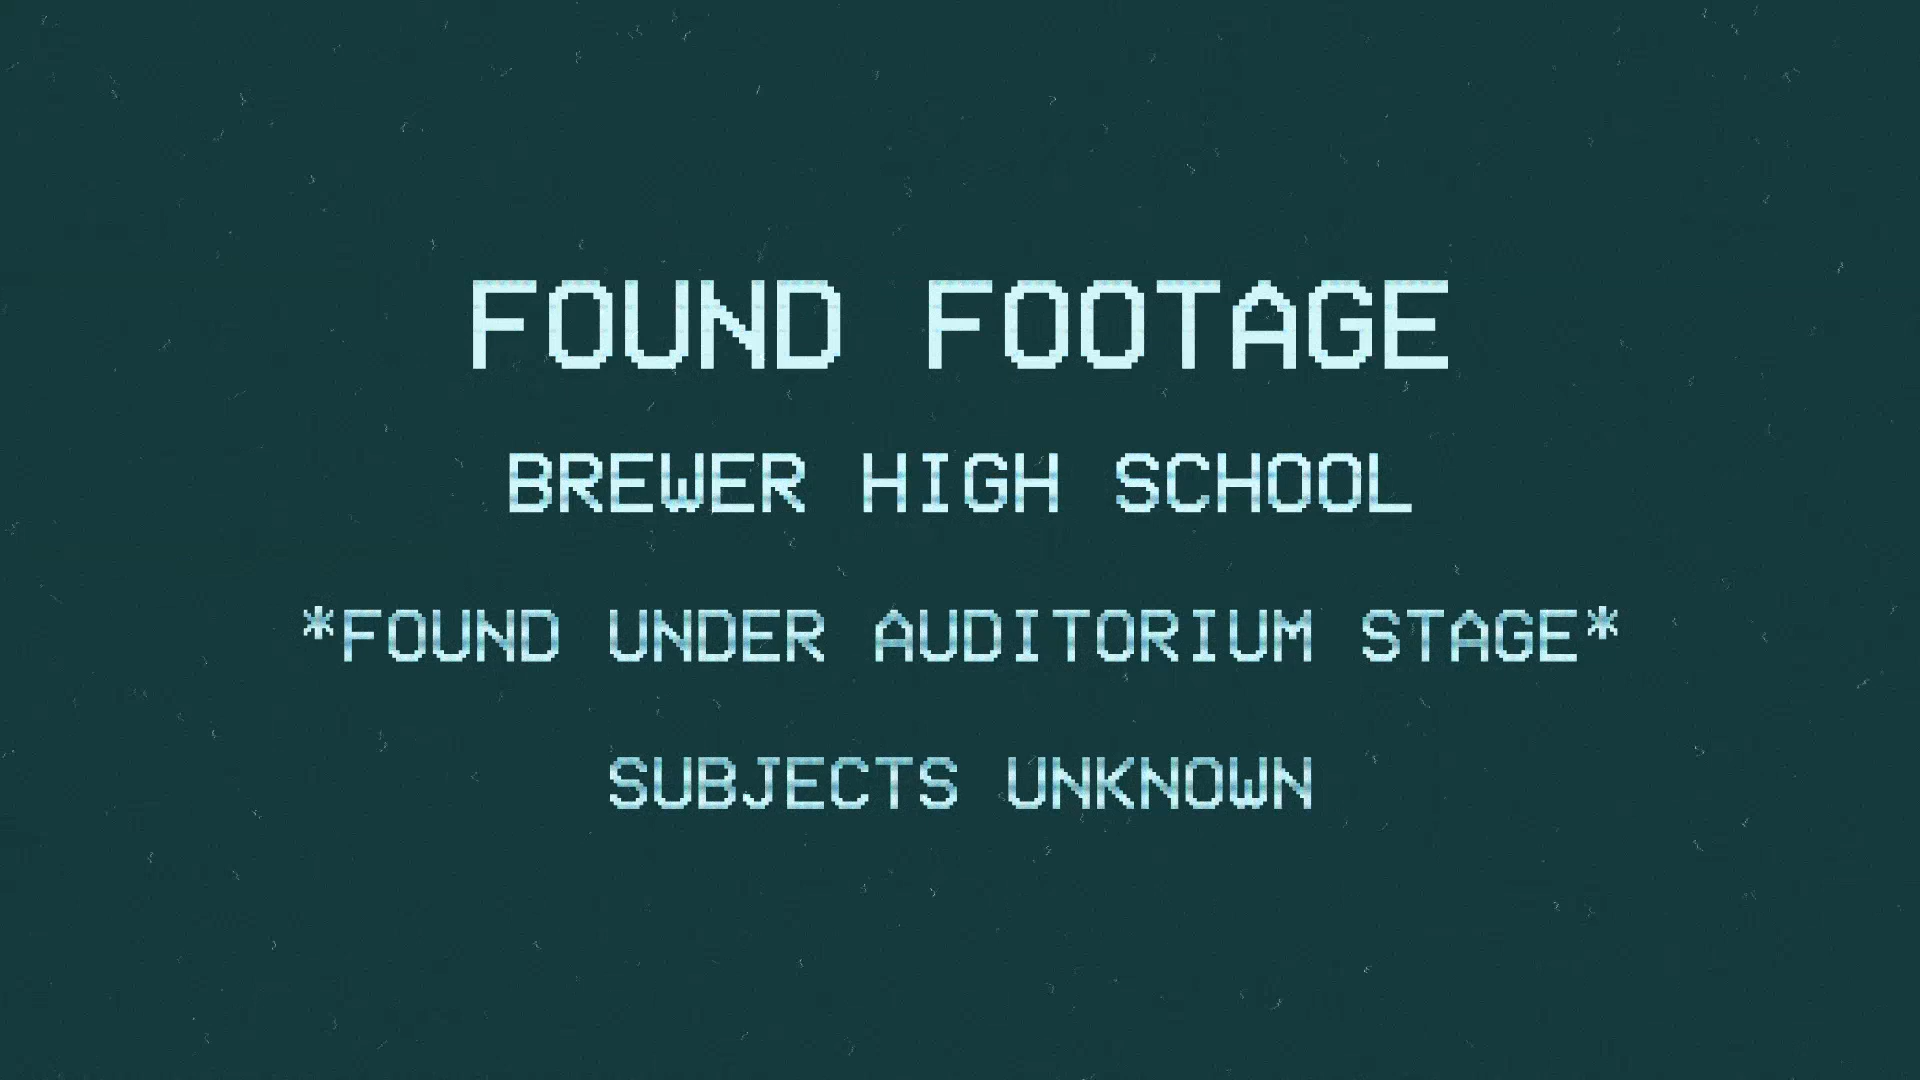 FOUND FOOTAGE
BREWER HIGH SCHOOL
*FOUND UNDER AUDITORIUM STAGE*
SUBJECTS UNKNOWN